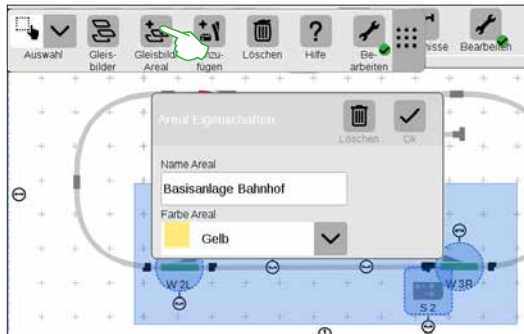 Auswahl
Gleis-
bilder
Gleisbild
Areal
fügen
Löschen
Hilfe
Be-
arbeiten
nisse
Bearbeiten
Areal Eigenschaften
Löschen
Ok
Name Areal
Basisanlage Bahnhof
Farbe Areal
Gelb
W 2L
W 3R
S 2